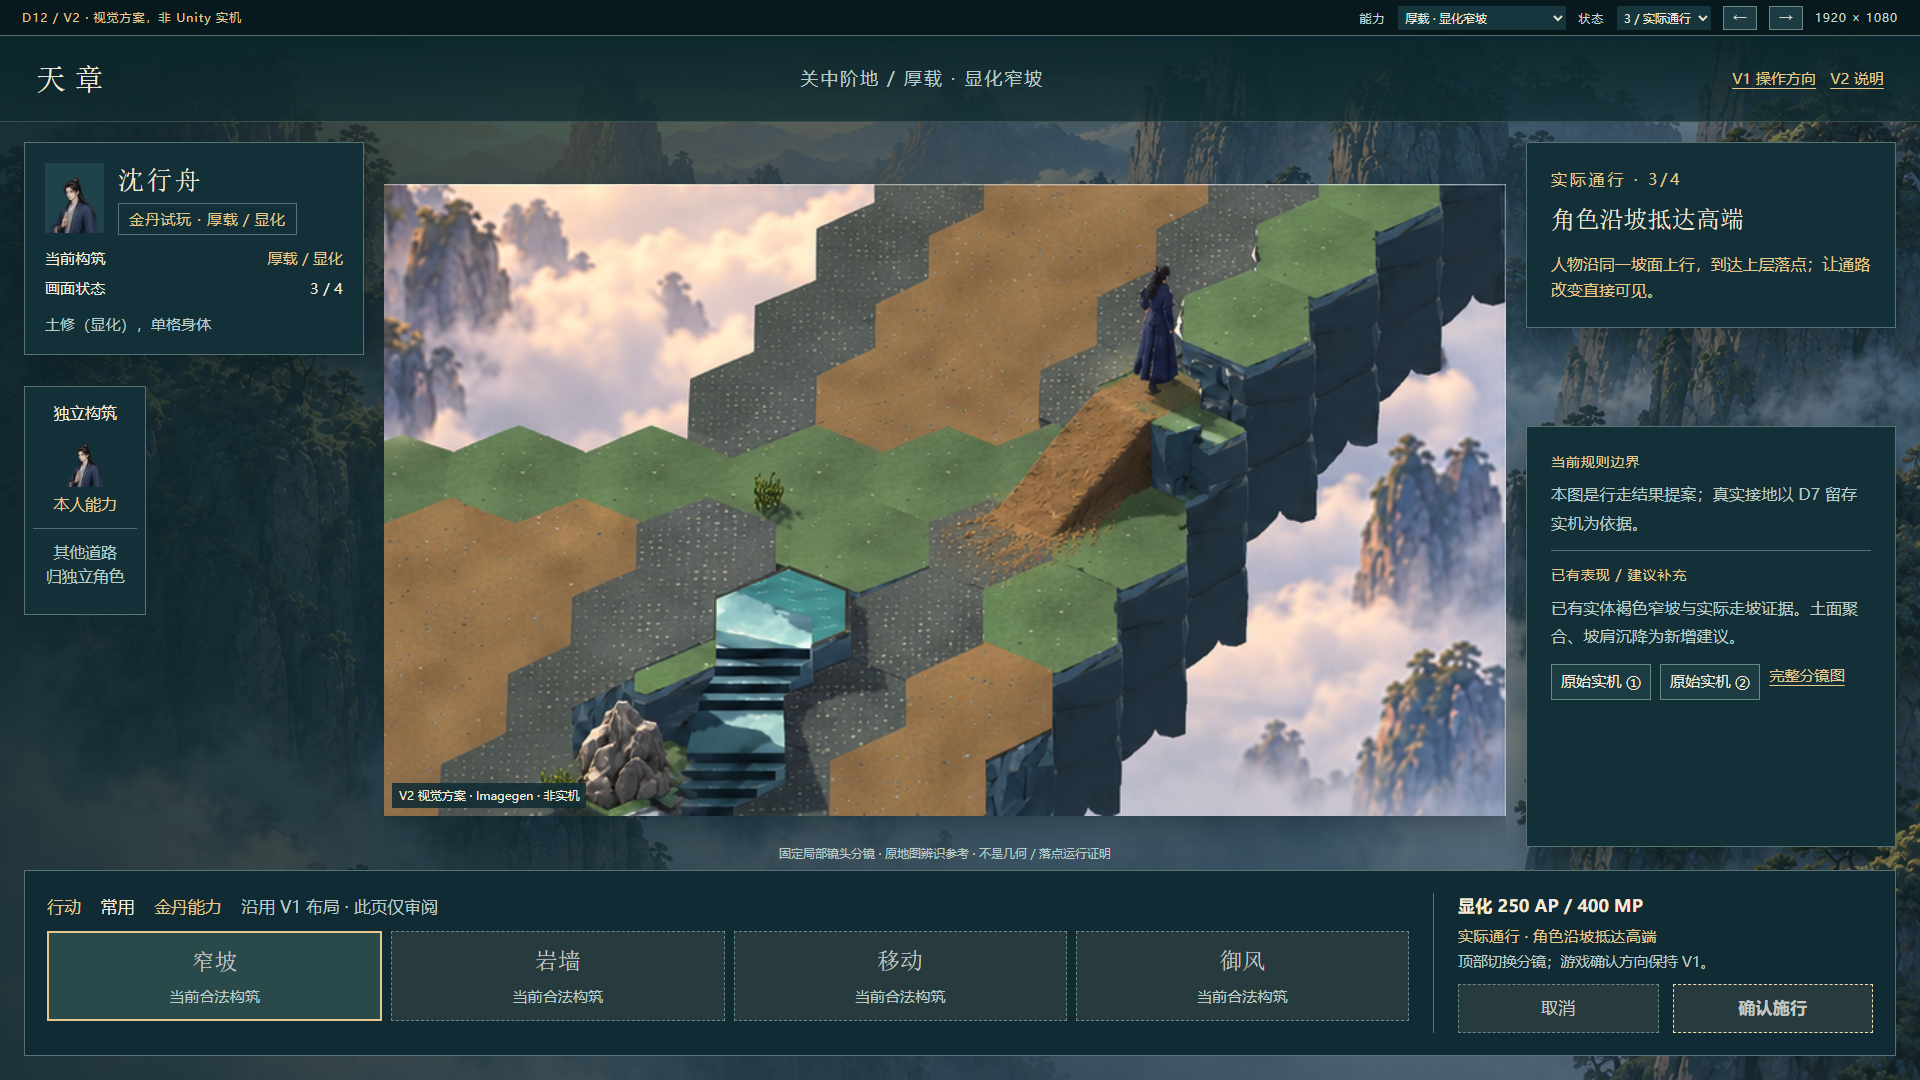 D12 / V2 · 视觉方案，非 Unity 实机
能力 厚载 · 显化窄坡 状态 3 / 实际通行 ← → 1920 × 1080
天章
关中阶地 / 厚载 · 显化窄坡
V1 操作方向 V2 说明
沈行舟
金丹试玩 · 厚载 / 显化
当前构筑 厚载 / 显化
画面状态 3 / 4
土修（显化），单格身体
独立构筑
本人能力
其他道路
归独立角色
V2 视觉方案 · Imagegen · 非实机
固定局部镜头分镜 · 原地图辨识参考 · 不是几何 / 落点运行证明
实际通行 · 3/4
角色沿坡抵达高端
人物沿同一坡面上行，到达上层落点；让通路
改变直接可见。
当前规则边界
本图是行走结果提案；真实接地以 D7 留存
实机为依据。
已有表现 / 建议补充
已有实体褐色窄坡与实际走坡证据。土面聚
合、坡肩沉降为新增建议。
原始实机 ① 原始实机 ② 完整分镜图
行动 常用 金丹能力 沿用 V1 布局 · 此页仅审阅
窄坡
当前合法构筑
岩墙
当前合法构筑
移动
当前合法构筑
御风
当前合法构筑
显化 250 AP / 400 MP
实际通行 · 角色沿坡抵达高端
顶部切换分镜；游戏确认方向保持 V1。
取消 确认施行